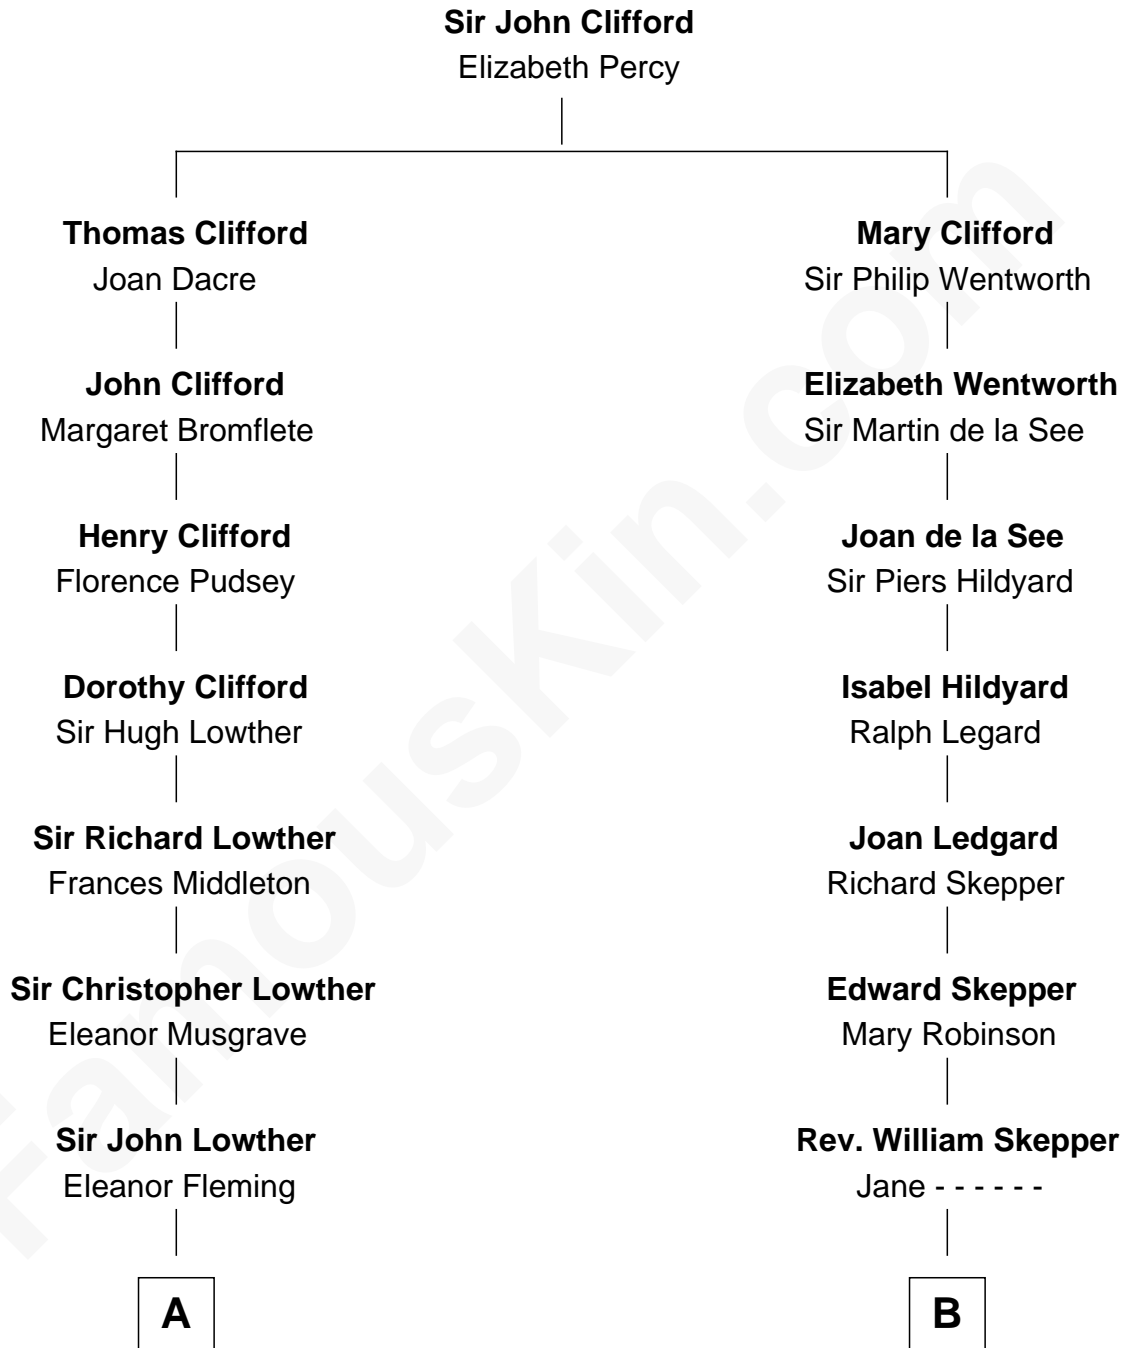 Sir John Clifford
Elizabeth Percy
Thomas Clifford
Joan Dacre
John Clifford
Margaret Bromflete
Henry Clifford
Florence Pudsey
Dorothy Clifford
Sir Hugh Lowther
Sir Richard Lowther
Frances Middleton
Sir Christopher Lowther
Eleanor Musgrave
Sir John Lowther
Eleanor Fleming
A
Mary Clifford
Sir Philip Wentworth
Elizabeth Wentworth
Sir Martin de la See
Joan de la See
Sir Piers Hildyard
Isabel Hildyard
Ralph Legard
Joan Ledgard
Richard Skepper
Edward Skepper
Mary Robinson
Rev. William Skepper
Jane - - - - - -
B
FamousKin.com